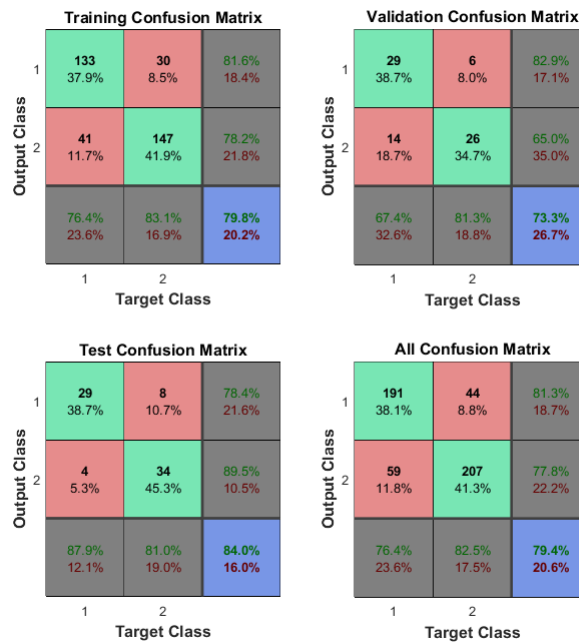 Training Confusion Matrix
Output Class
1
133 30 81.6%
37.9% 8.5% 18.4%
2
41 147 78.2%
11.7% 41.9% 21.8%
76.4% 83.1% 79.8%
23.6% 16.9% 20.2%
1 2
Target Class
Validation Confusion Matrix
Output Class
1
29 6 82.9%
38.7% 8.0% 17.1%
2
14 26 65.0%
18.7% 34.7% 35.0%
67.4% 81.3% 73.3%
32.6% 18.8% 26.7%
1 2
Target Class
Test Confusion Matrix
Output Class
1
29 8 78.4%
38.7% 10.7% 21.6%
2
4 34 89.5%
5.3% 45.3% 10.5%
87.9% 81.0% 84.0%
12.1% 19.0% 16.0%
1 2
Target Class
All Confusion Matrix
Output Class
1
191 44 81.3%
38.1% 8.8% 18.7%
2
59 207 77.8%
11.8% 41.3% 22.2%
76.4% 82.5% 79.4%
23.6% 17.5% 20.6%
1 2
Target Class